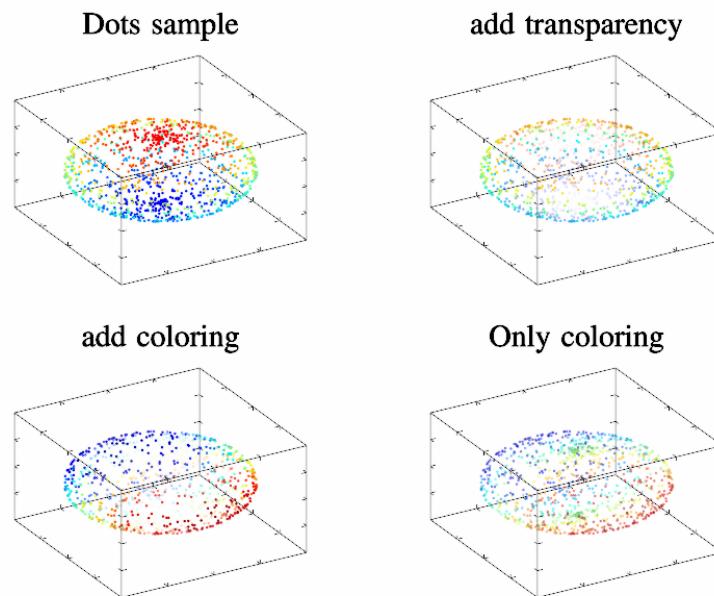 Dots sample
add transparency
add coloring
Only coloring